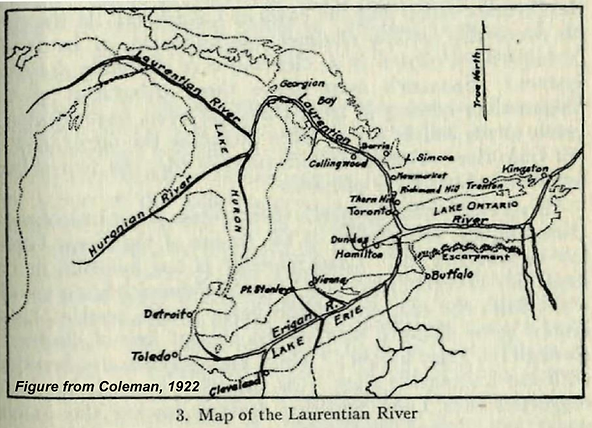 True North
Laurentian River
Georgian
Bay
Laurentian
LAKE
HURON
Barrie
Collingwood
L. Simcoe
Newmarket
Richmond Hill
Trenton
Kingston
Thorn Hill
Toronto
LAKE ONTARIO
River
Huronian River
Dundas
Hamilton
Escarpment
Buffalo
Pt. Stanley
Vienna
Detroit
Erigan R.
LAKE ERIE
Toledo
Cleveland
Figure from Coleman, 1922
3. Map of the Laurentian River